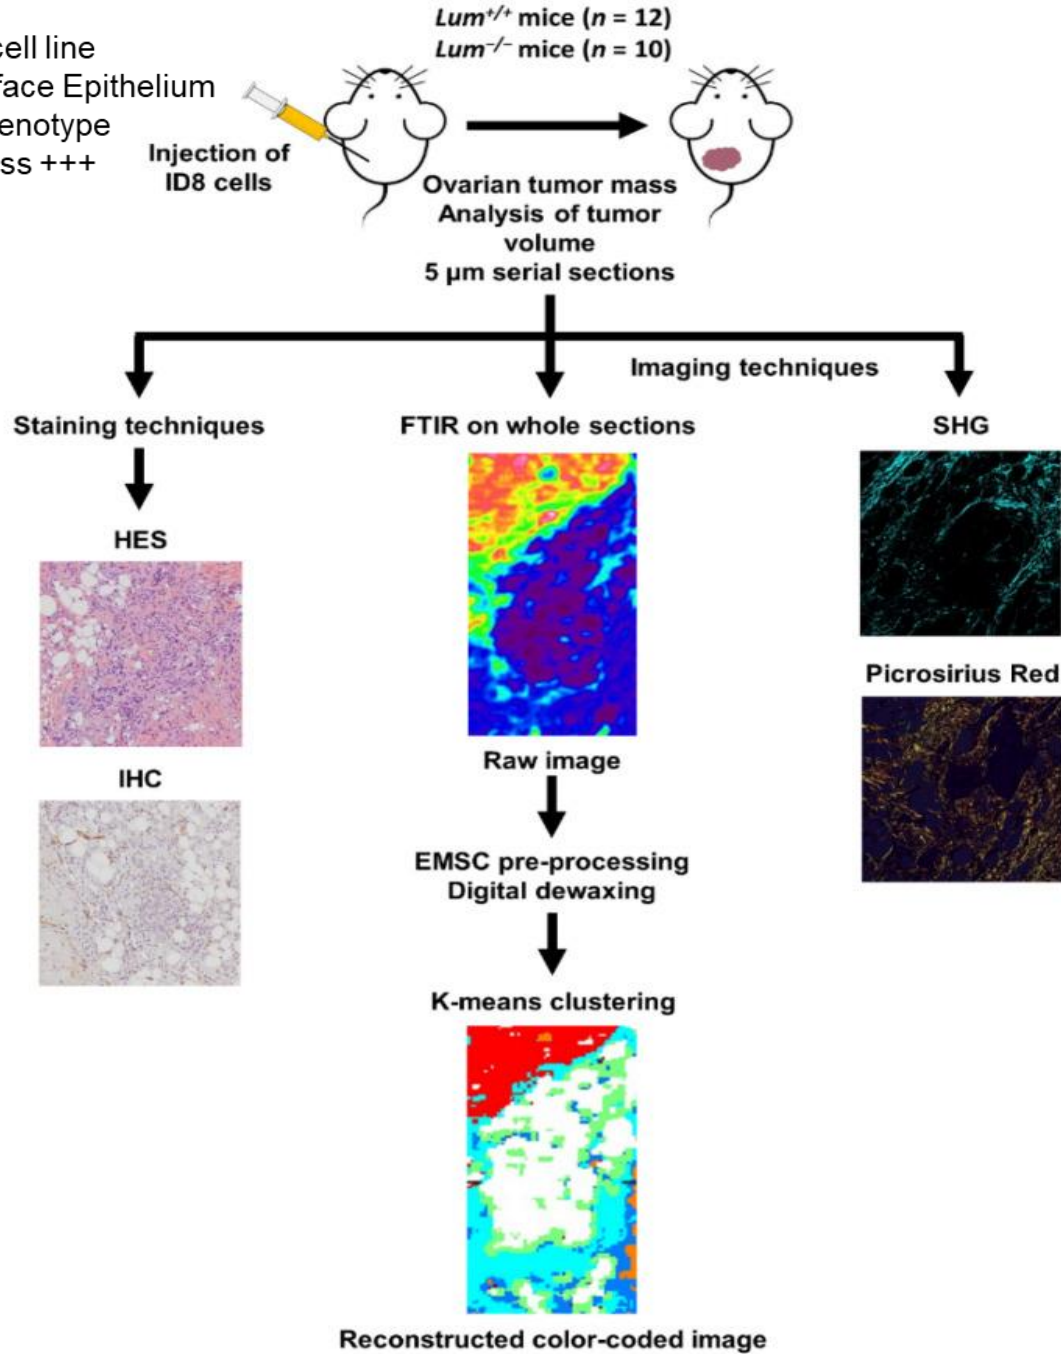 Lum+/+ mice (n = 12)
Lum−/− mice (n = 10)
cell line
face Epithelium
enotype
ss +++
Injection of
ID8 cells
Ovarian tumor mass
Analysis of tumor
volume
5 µm serial sections
Imaging techniques
Staining techniques
FTIR on whole sections
SHG
HES
Picrosirius Red
Raw image
IHC
EMSC pre-processing
Digital dewaxing
K-means clustering
Reconstructed color-coded image